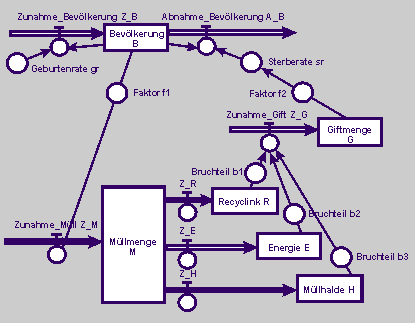 Zunahme_Bevölkerung Z_B
Abnahme_Bevölkerung A_B
Bevölkerung
B
Geburtenrate gr
Sterberate sr
Faktor f1
Faktor f2
Zunahme_Gift Z_G
Giftmenge
G
Bruchteil b1
Z_R
Recyclink R
Bruchteil b2
Zunahme_Müll Z_M
Müllmenge
M
Z_E
Energie E
Bruchteil b3
Z_H
Müllhalde H